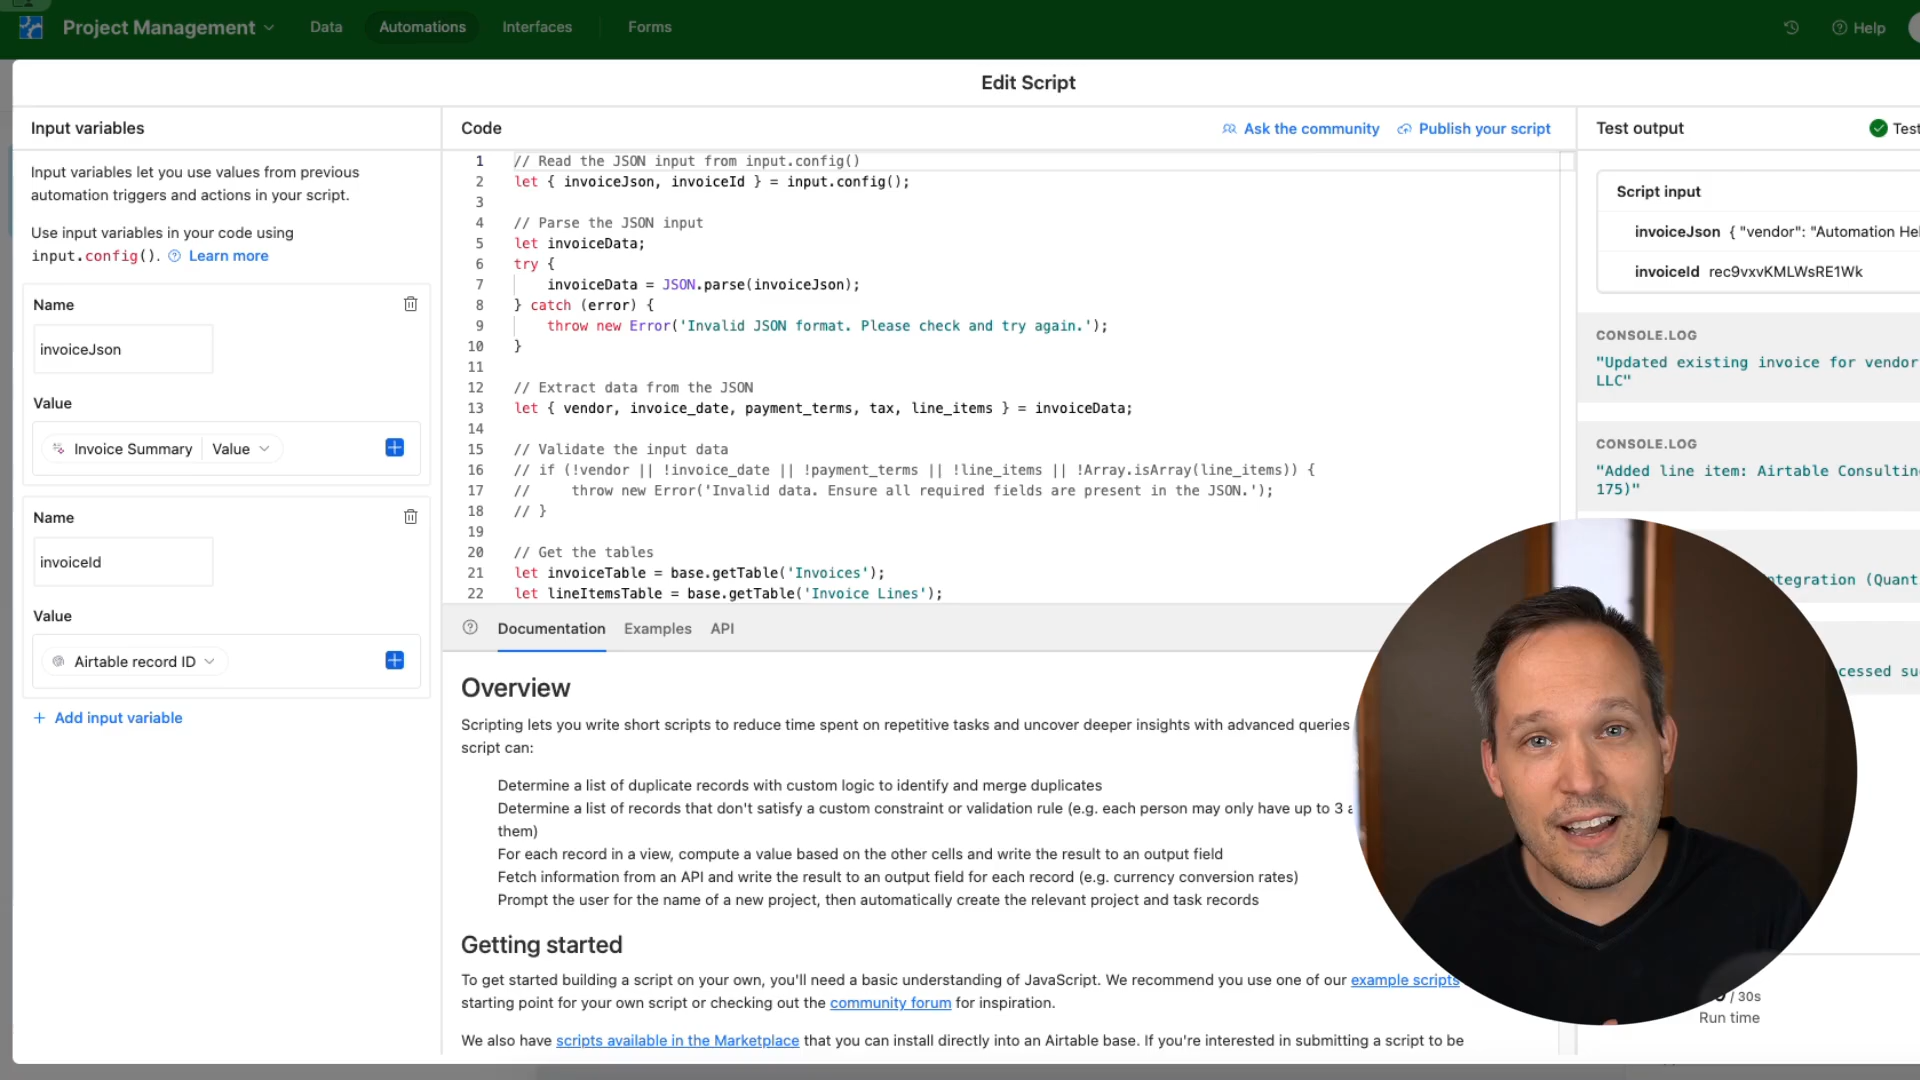 Project Management
Data
Automations
Interfaces
Forms
Help
Edit Script
Input variables
Input variables let you use values from previous
automation triggers and actions in your script.
Use input variables in your code using
input.config(). Learn more
Name
invoiceJson
Value
Invoice Summary Value
Name
invoiceId
Value
Airtable record ID
+ Add input variable
Code
Ask the community
Publish your script
1 // Read the JSON input from input.config()
2 let { invoiceJson, invoiceId } = input.config();
3
4 // Parse the JSON input
5 let invoiceData;
6 try {
7 invoiceData = JSON.parse(invoiceJson);
8 } catch (error) {
9 throw new Error('Invalid JSON format. Please check and try again.');
10 }
11
12 // Extract data from the JSON
13 let { vendor, invoice_date, payment_terms, tax, line_items } = invoiceData;
14
15 // Validate the input data
16 // if (!vendor || !invoice_date || !payment_terms || !line_items || !Array.isArray(line_items)) {
17 // throw new Error('Invalid data. Ensure all required fields are present in the JSON.');
18 // }
19
20 // Get the tables
21 let invoiceTable = base.getTable('Invoices');
22 let lineItemsTable = base.getTable('Invoice Lines');
Documentation
Examples
API
Overview
Scripting lets you write short scripts to reduce time spent on repetitive tasks and uncover deeper insights with advanced queries
script can:
Determine a list of duplicate records with custom logic to identify and merge duplicates
Determine a list of records that don't satisfy a custom constraint or validation rule (e.g. each person may only have up to 3
them)
For each record in a view, compute a value based on the other cells and write the result to an output field
Fetch information from an API and write the result to an output field for each record (e.g. currency conversion rates)
Prompt the user for the name of a new project, then automatically create the relevant project and task records
Getting started
To get started building a script on your own, you'll need a basic understanding of JavaScript. We recommend you use one of our example scripts
starting point for your own script or checking out the community forum for inspiration.
We also have scripts available in the Marketplace that you can install directly into an Airtable base. If you're interested in submitting a script to be
Test output
Test
Script input
invoiceJson { "vendor": "Automation Hel
invoiceId rec9vxvKMLWsRE1Wk
CONSOLE.LOG
"Updated existing invoice for vendor
LLC"
CONSOLE.LOG
"Added line item: Airtable Consulting
175)"
ntegration (Quant
cessed su
/ 30s
Run time